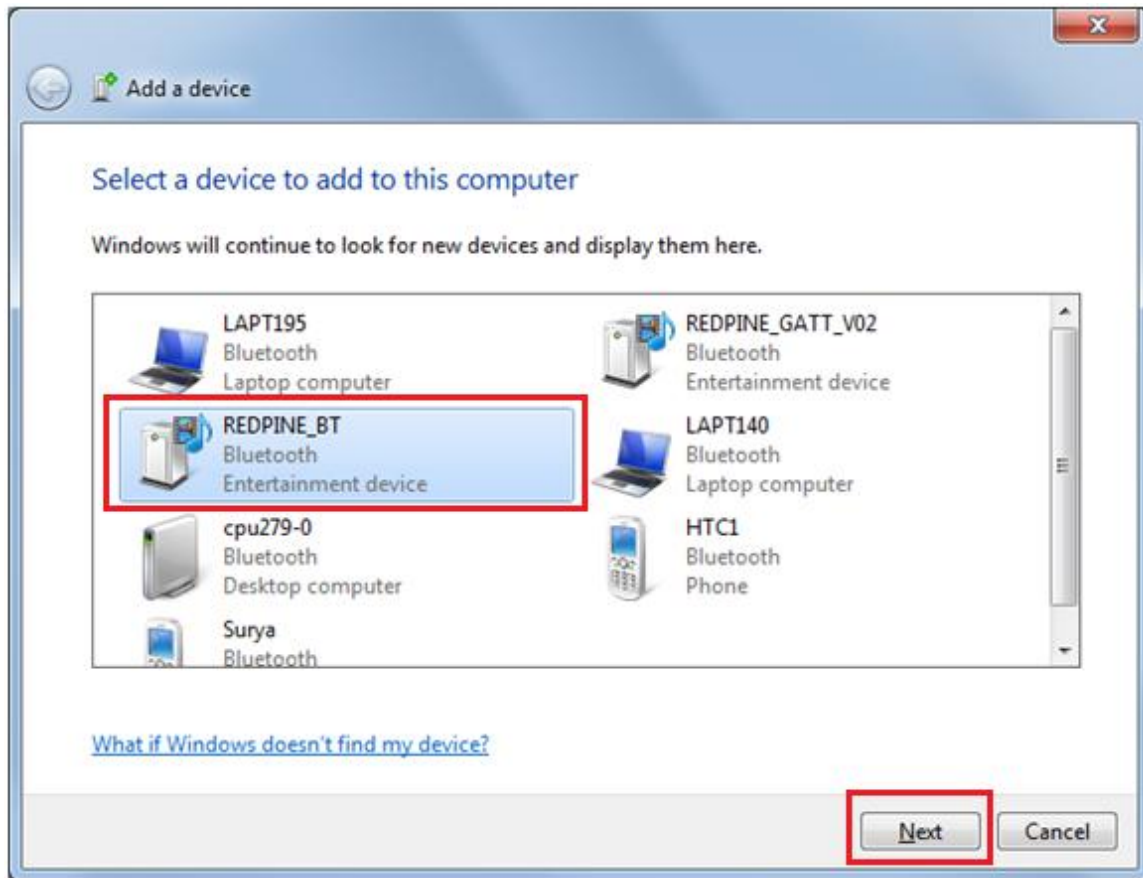 Add a device
Select a device to add to this computer
Windows will continue to look for new devices and display them here.
LAPT195
Bluetooth
Laptop computer
REDPINE_GATT_V02
Bluetooth
Entertainment device
REDPINE_BT
Bluetooth
Entertainment device
LAPT140
Bluetooth
Laptop computer
cpu279-0
Bluetooth
Desktop computer
HTC1
Bluetooth
Phone
Surya
Bluetooth
What if Windows doesn't find my device?
Next
Cancel